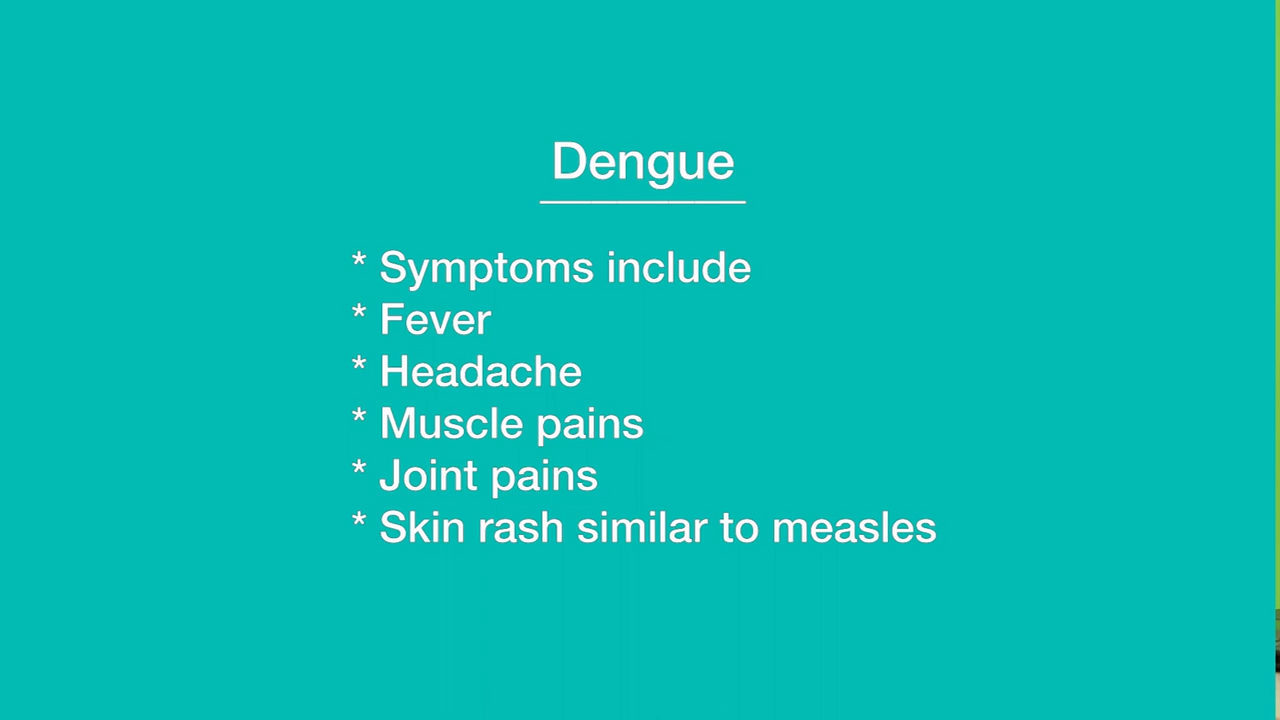 Dengue
* Symptoms include
* Fever
* Headache
* Muscle pains
* Joint pains
* Skin rash similar to measles